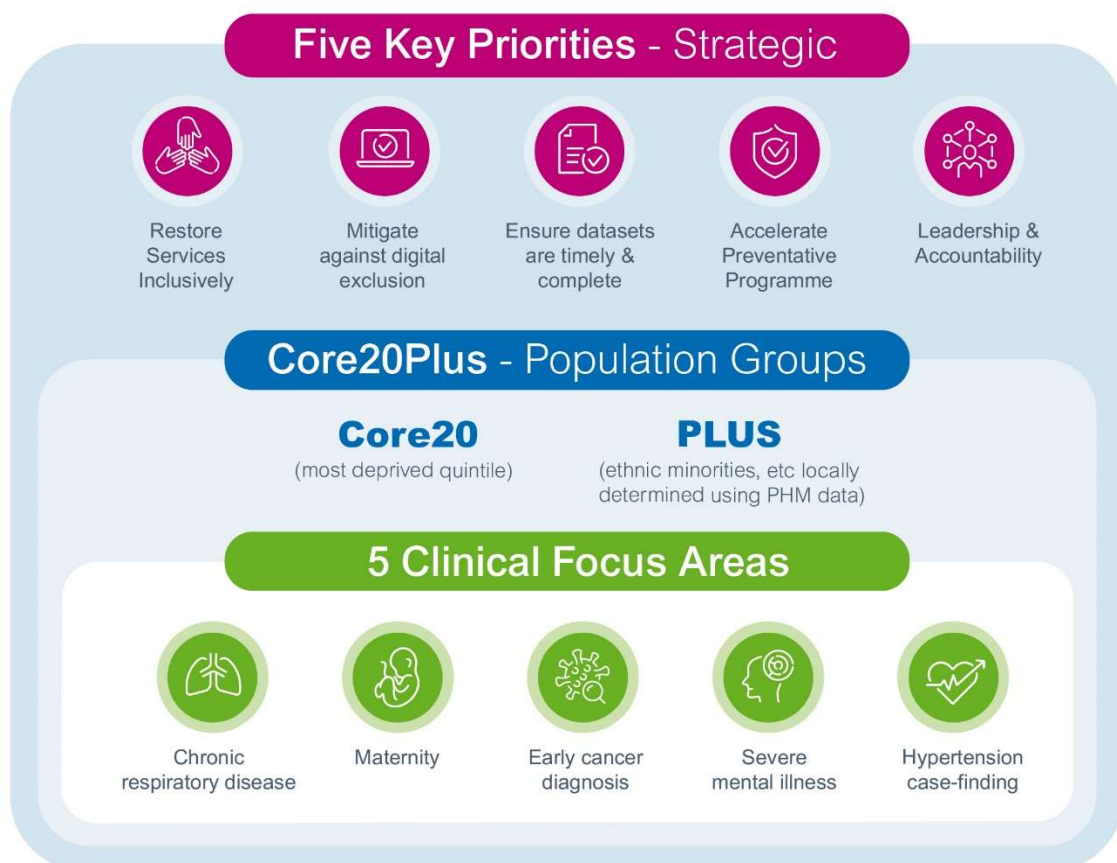 Five Key Priorities - Strategic
Restore
Services
Inclusively
Mitigate
against digital
exclusion
Ensure datasets
are timely &
complete
Accelerate
Preventative
Programme
Leadership &
Accountability
Core20Plus - Population Groups
Core20
(most deprived quintile)
PLUS
(ethnic minorities, etc locally
determined using PHM data)
5 Clinical Focus Areas
Chronic
respiratory disease
Maternity
Early cancer
diagnosis
Severe
mental illness
Hypertension
case-finding